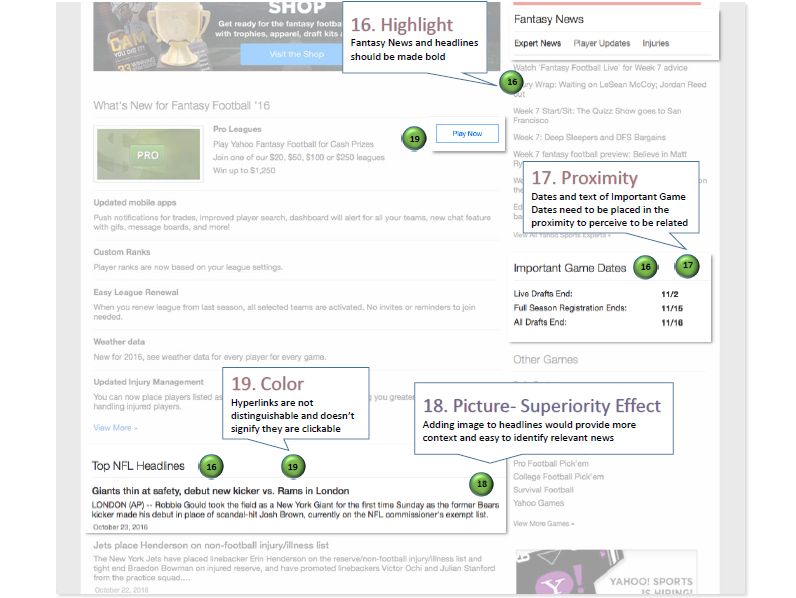 SHOP
Get ready for the fantasy footba
with trophies, apparel, draft kits a
Visit the Shop
16. Highlight
Fantasy News and headlines
should be made bold
Fantasy News
Expert News Player Updates Injuries
Watch 'Fantasy Football Live' for Week 7 advice
16
ury Wrap: Waiting on LeSean McCoy; Jordan Reed
out
Week 7 Start/Sit: The Quizz Show goes to San
Francisco
Week 7: Deep Sleepers and DFS Bargains
Week 7 fantasy football preview: Believe in Matt
Ry
on
the
Ed
ba
View All Yahoo Sports Experts »
What's New for Fantasy Football '16
PRO
Pro Leagues
Play Yahoo Fantasy Football for Cash Prizes
Join one of our $20, $50, $100 or $250 leagues
Win up to $1,250
19
Play Now
17. Proximity
Dates and text of Important Game
Dates need to be placed in the
proximity to perceive to be related
Updated mobile apps
Push notifications for trades, improved player search, dashboard will alert for all your teams, new chat feature
with gifs, message boards, and more!
Custom Ranks
Player ranks are now based on your league settings.
Easy League Renewal
When you renew league from last season, all selected teams are activated. No invites or reminders to join
needed.
Weather data
New for 2016, see weather data for every player for every game.
Updated Injury Management
You can now place players listed as
g you greater
handling injured players.
View More »
Important Game Dates 16 17
Live Drafts End: 11/2
Full Season Registration Ends: 11/15
All Drafts End: 11/16
Other Games
19. Color
Hyperlinks are not
distinguishable and doesn't
signify they are clickable
18. Picture- Superiority Effect
Adding image to headlines would provide more
context and easy to identify relevant news
Pro Football Pick'em
College Football Pick'em
Survival Football
Yahoo Games
View More Games »
Top NFL Headlines 16 19
18
Giants thin at safety, debut new kicker vs. Rams in London
LONDON (AP) -- Robbie Gould took the field as a New York Giant for the first time Sunday as the former Bears
kicker made his debut in place of scandal-hit Josh Brown, currently on the NFL commissioner's exempt list.
October 23, 2016
Jets place Henderson on non-football injury/illness list
The New York Jets have placed linebacker Erin Henderson on the reserve/non-football injury/illness list and
tight end Braedon Bowman on injured reserve, and have promoted linebackers Victor Ochi and Julian Stanford
from the practice squad....
October 22, 2016
YAHOO! SPORTS
IS HIRING!